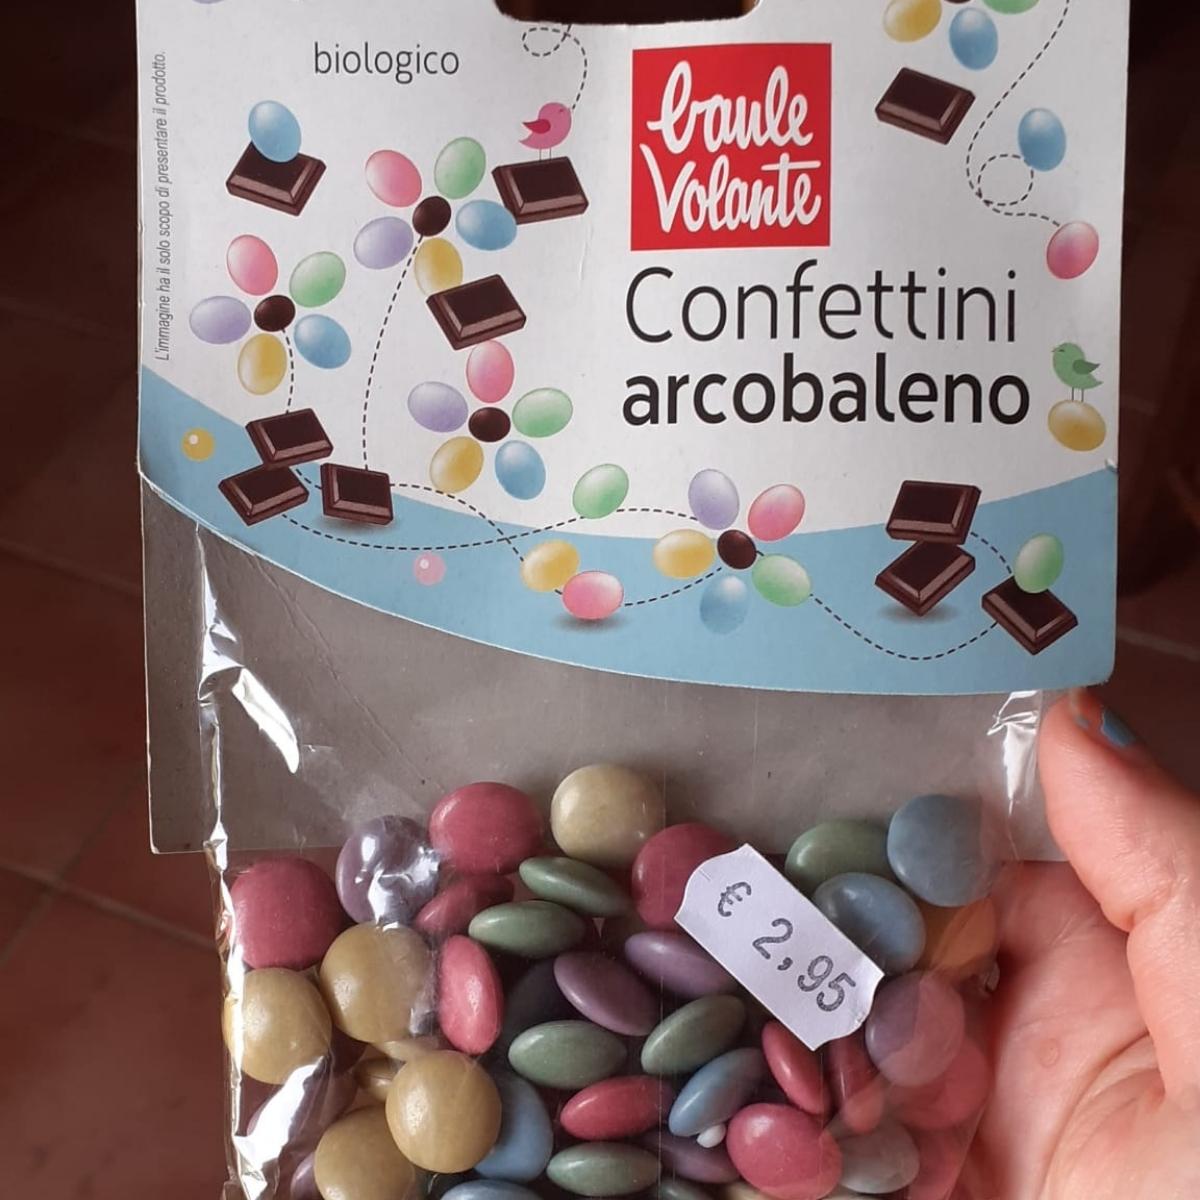 biologico
baule
volante
Confettini
arcobaleno
L'immagine ha il solo scopo di presentare il prodotto.
€ 2,95